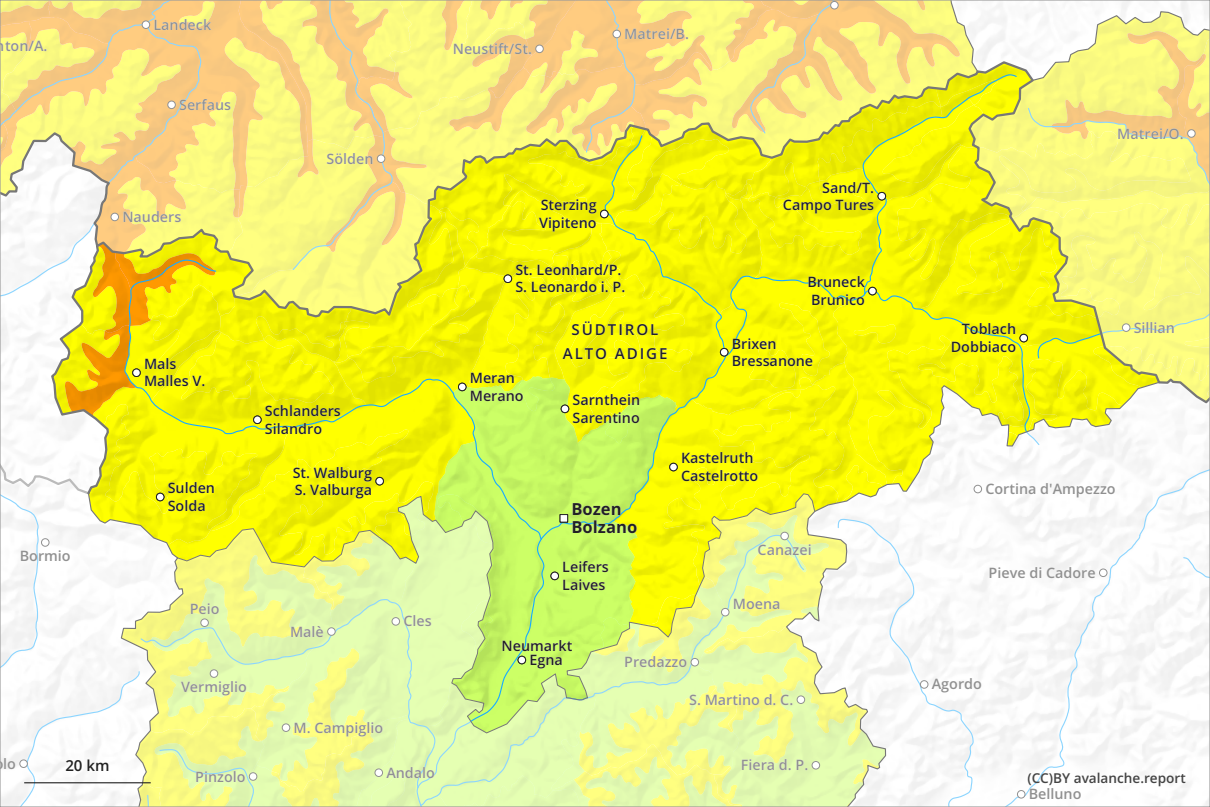 Landeck
nton/A.
Neustift/St.
Matrei/B.
Serfaus
Matrei/O.
Sölden
Nauders
Sand/T.
Campo Tures
Sterzing
Vipiteno
St. Leonhard/P.
S. Leonardo i. P.
Bruneck
Brunico
SÜDTIROL
ALTO ADIGE
Toblach
Dobbiaco
Sillian
Brixen
Bressanone
Mals
Malles V.
Meran
Merano
Sarnthein
Sarentino
Schlanders
Silandro
Kastelruth
Castelrotto
St. Walburg
S. Valburga
Sulden
Solda
Cortina d'Ampezzo
Bozen
Bolzano
Bormio
Canazei
Leifers
Laives
Pieve di Cadore
Peio
Moena
Cles
Malè
Neumarkt
Egna
Predazzo
Vermiglio
Agordo
S. Martino d. C.
M. Campiglio
olo
20 km
Pinzolo
Andalo
Fiera d. P.
(CC)BY avalanche.report
Belluno